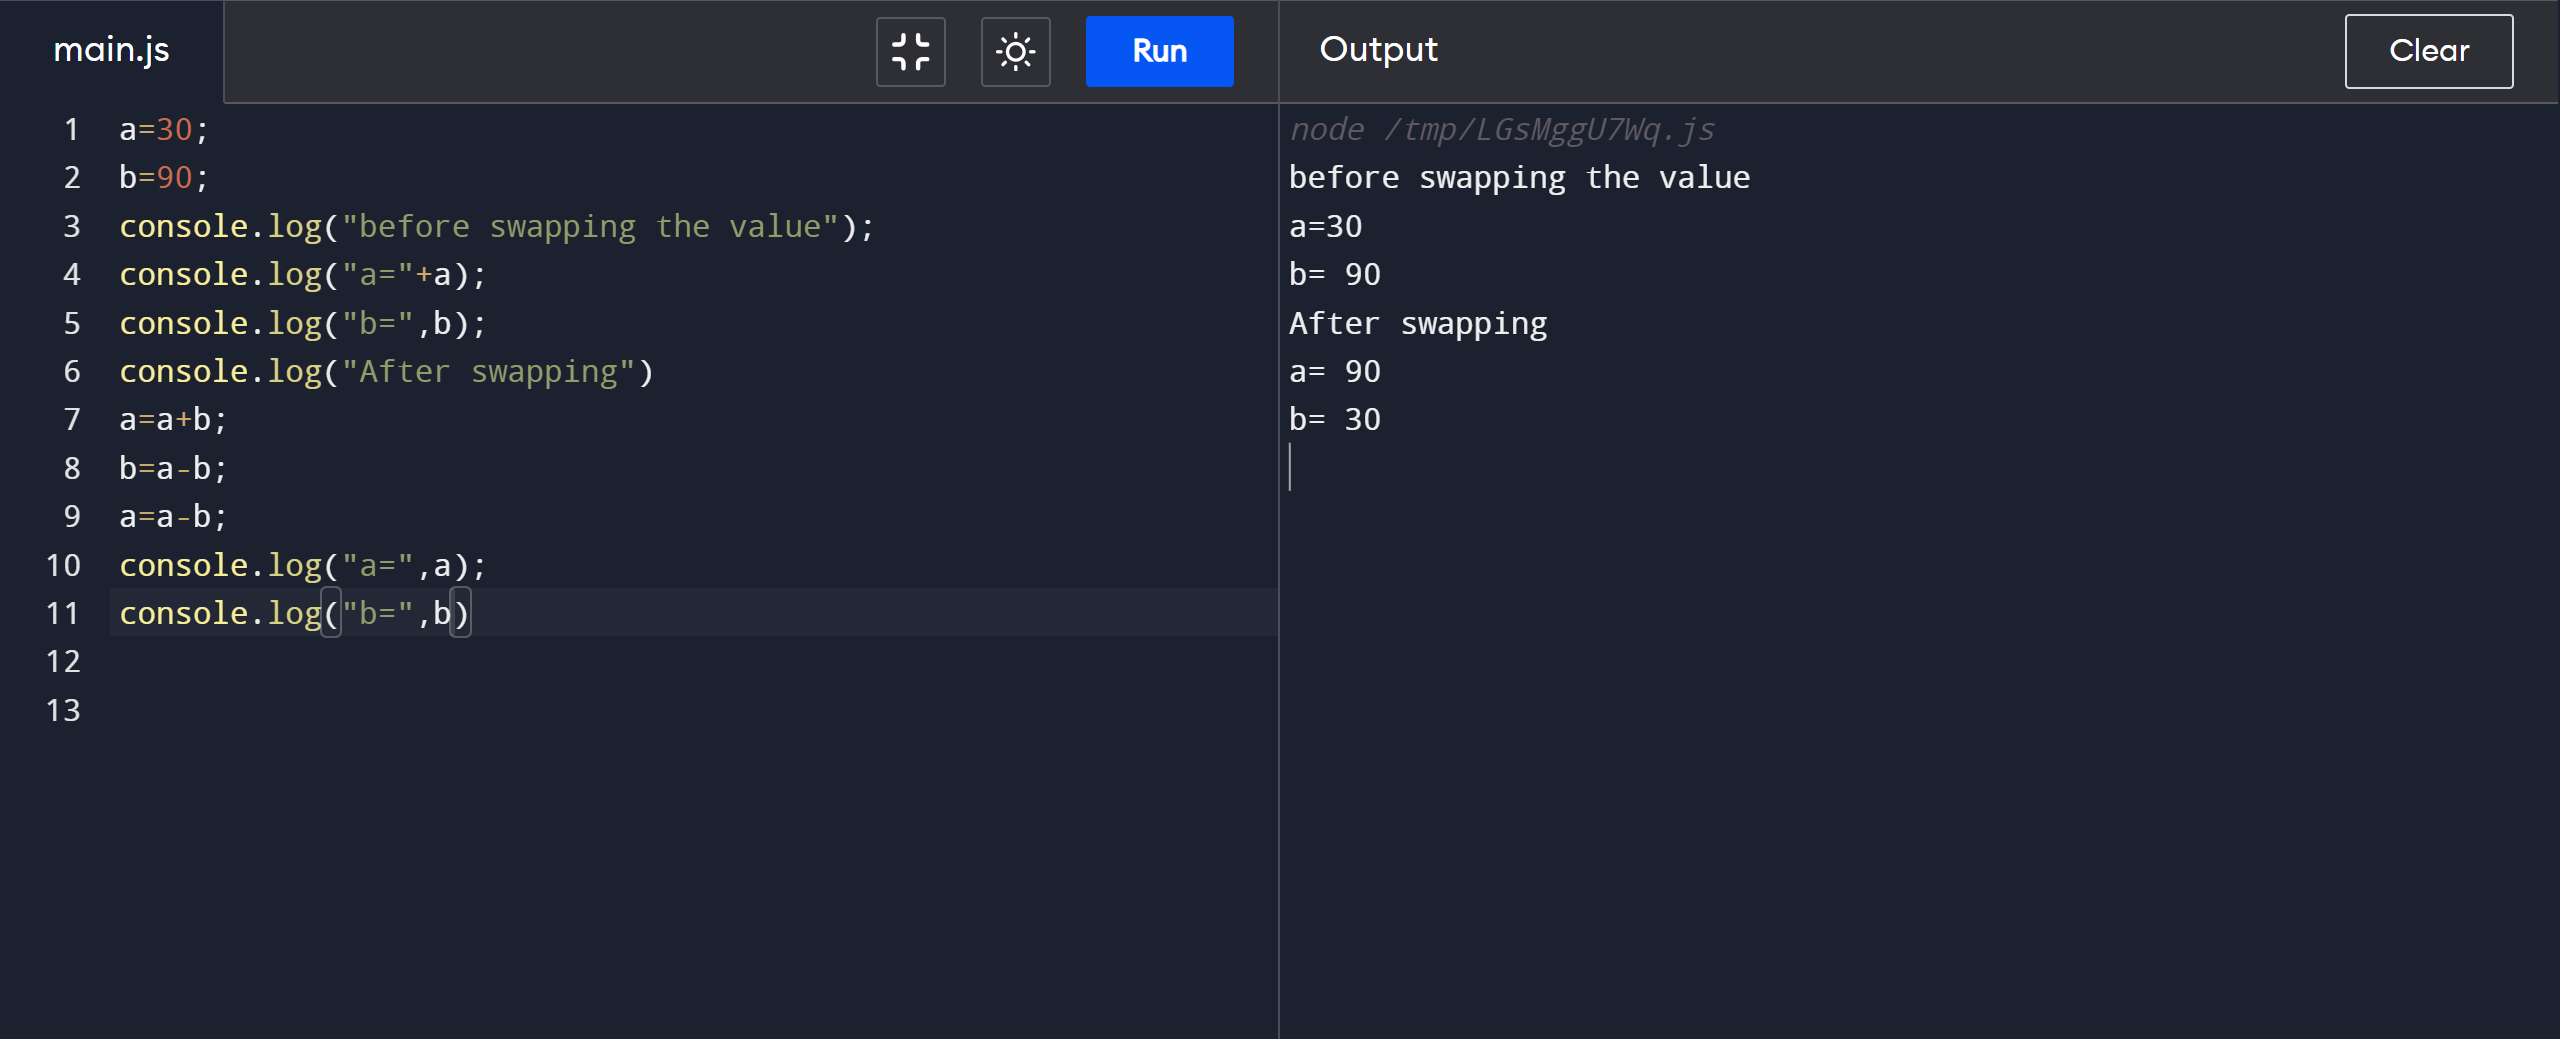 main.js
Run
Output
Clear
1 a=30;
2 b=90;
3 console.log("before swapping the value");
4 console.log("a="+a);
5 console.log("b=",b);
6 console.log("After swapping")
7 a=a+b;
8 b=a-b;
9 a=a-b;
10 console.log("a=",a);
11 console.log("b=",b)
12
13
node /tmp/LGsMggU7Wq.js
before swapping the value
a=30
b= 90
After swapping
a= 90
b= 30